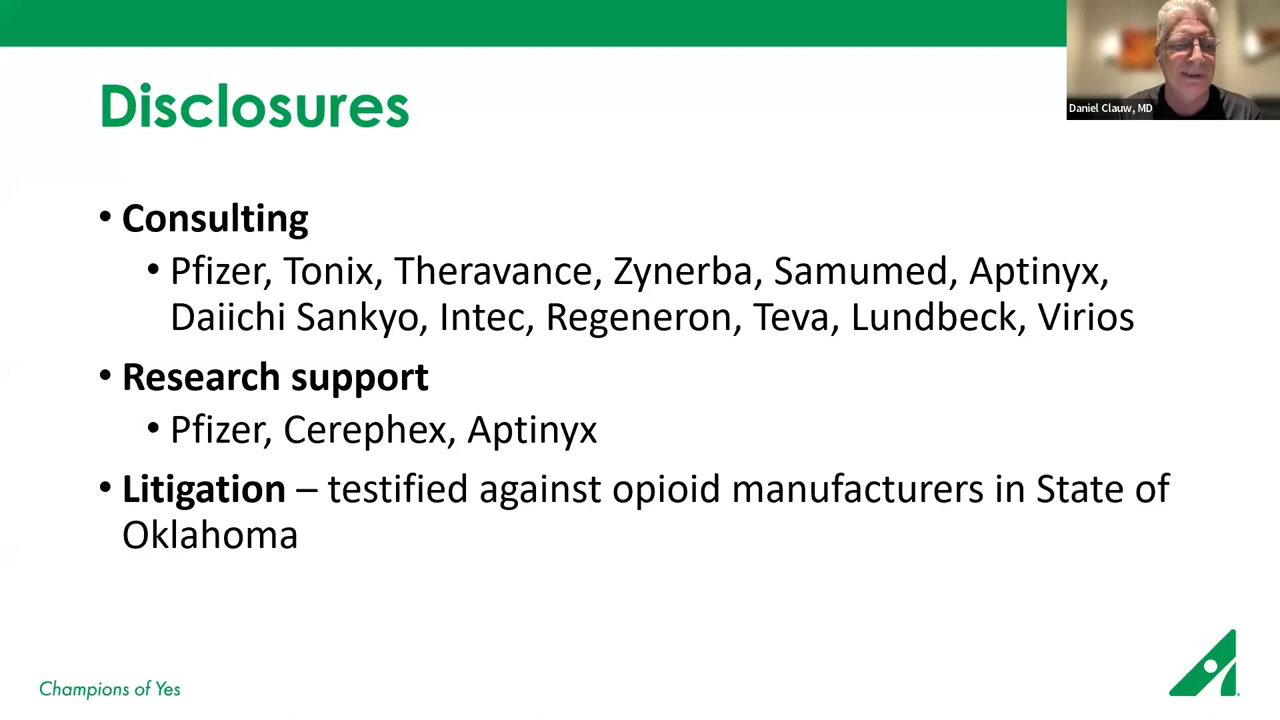 Disclosures
Daniel Clauw, MD
• Consulting
• Pfizer, Tonix, Theravance, Zynerba, Samumed, Aptinyx,
Daiichi Sankyo, Intec, Regeneron, Teva, Lundbeck, Virios
• Research support
• Pfizer, Cerephex, Aptinyx
• Litigation – testified against opioid manufacturers in State of
Oklahoma
Champions of Yes